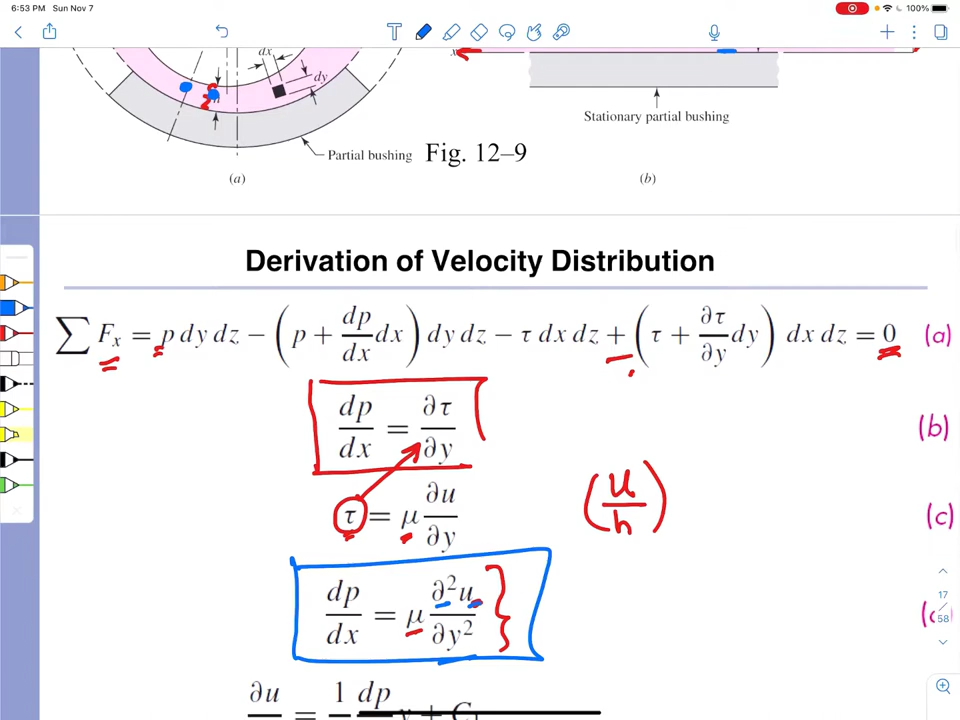 6:53 PM Sun Nov 7
100%
dx
x
dy
h
Stationary partial bushing
Partial bushing
Fig. 12–9
(a)
(b)
Derivation of Velocity Distribution
∑ Fx = p dy dz − (p + dp/dx dx) dy dz − τ dx dz + (τ + ∂τ/∂y dy) dx dz = 0 (a)
dp/dx = ∂τ/∂y (b)
τ = μ ∂u/∂y (u/h) (c)
dp/dx = μ ∂²u/∂y²
17
/
58
∂u = 1 dp y + C